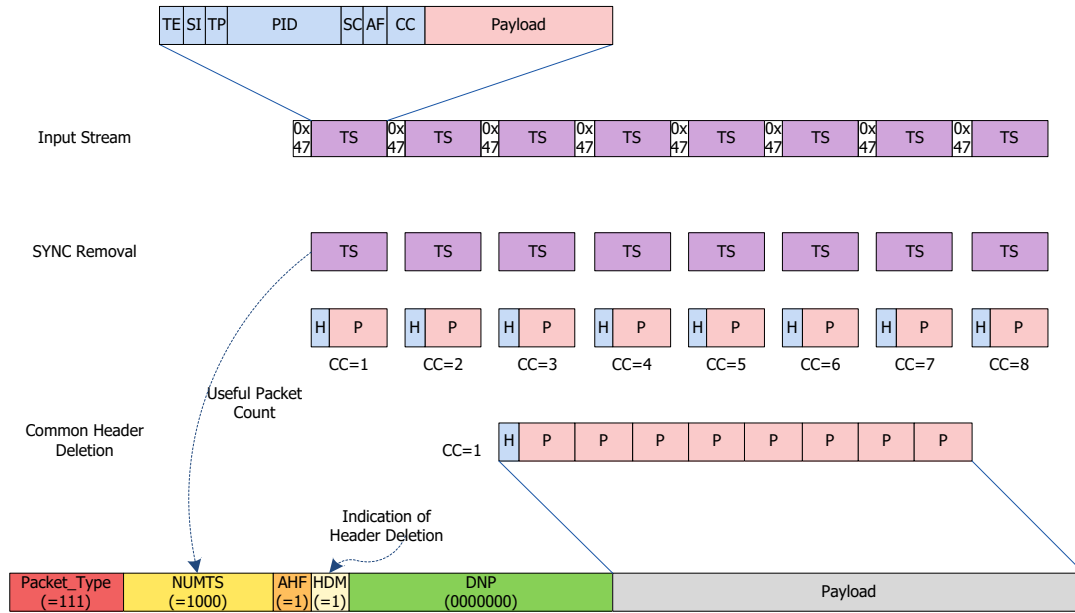 TE SI TP PID SC AF CC Payload
Input Stream
0x
47
TS
0x
47
TS
0x
47
TS
0x
47
TS
0x
47
TS
0x
47
TS
0x
47
TS
0x
47
TS
SYNC Removal
TS TS TS TS TS TS TS TS
H P H P H P H P H P H P H P H P
CC=1 CC=2 CC=3 CC=4 CC=5 CC=6 CC=7 CC=8
Useful Packet
Count
Common Header
Deletion
CC=1
H P P P P P P P P
Indication of
Header Deletion
Packet_Type
(=111)
NUMTS
(=1000)
AHF
(=1)
HDM
(=1)
DNP
(0000000)
Payload